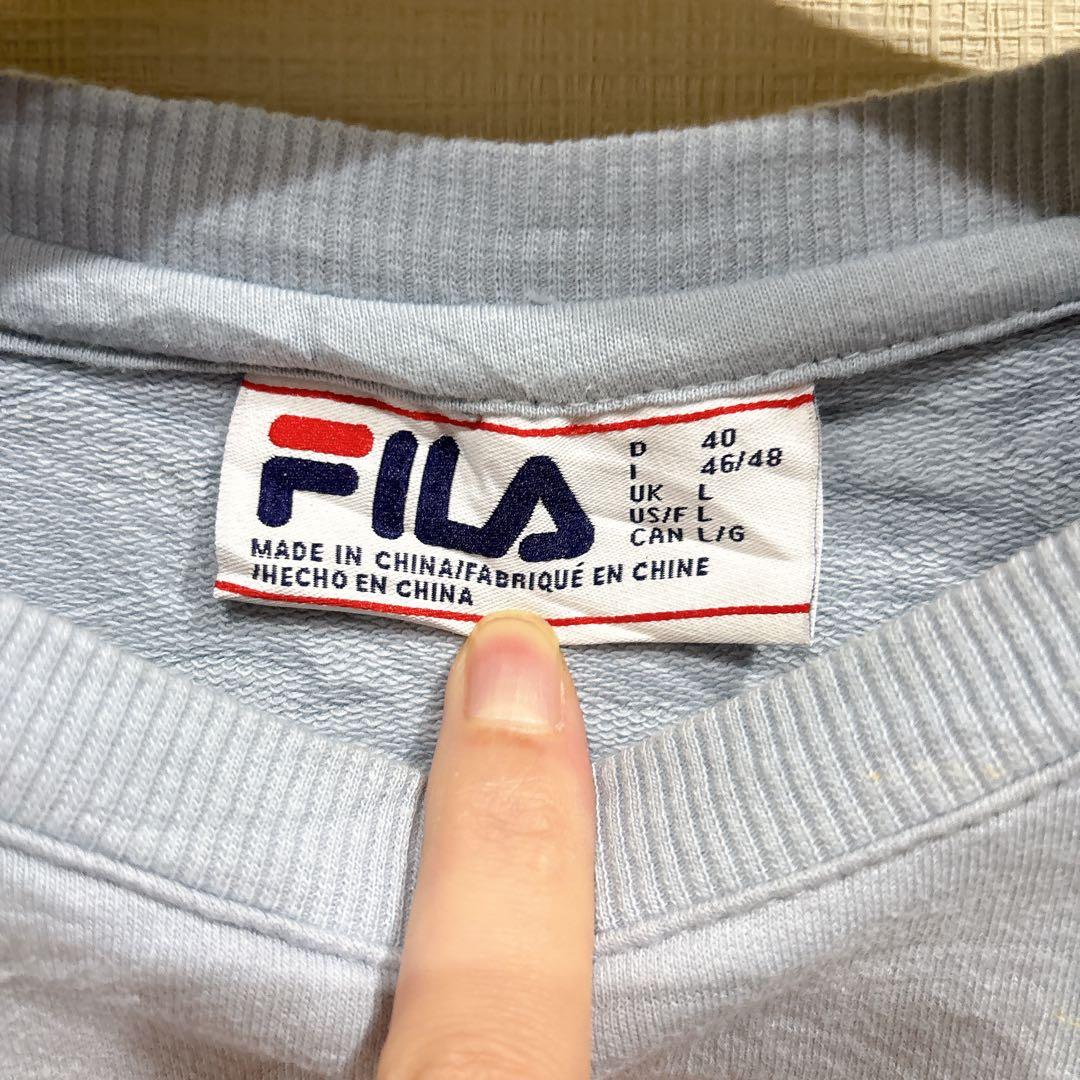 FILA
D 40
I 46/48
UK L
US/F L
CAN L/G
MADE IN CHINA/FABRIQUÉ EN CHINE
/HECHO EN CHINA